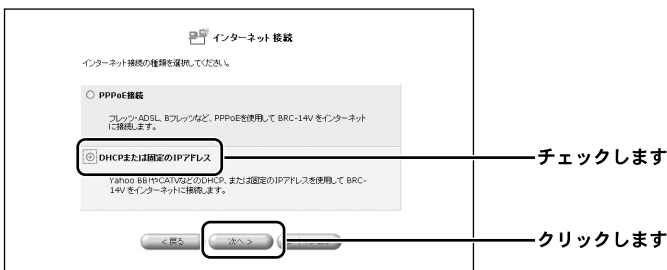 インターネット接続
インターネット接続の種類を選択してください。
PPPoE接続
フレッツ・ADSL、Bフレッツなど、PPPoEを使用して BRC-14V をインターネット
に接続します。
DHCPまたは固定のIPアドレス
チェックします
Yahoo BB!やCATVなどのDHCP、または固定のIPアドレスを使用して BRC-
14V をインターネットに接続します。
< 戻る
次へ >
クリックします